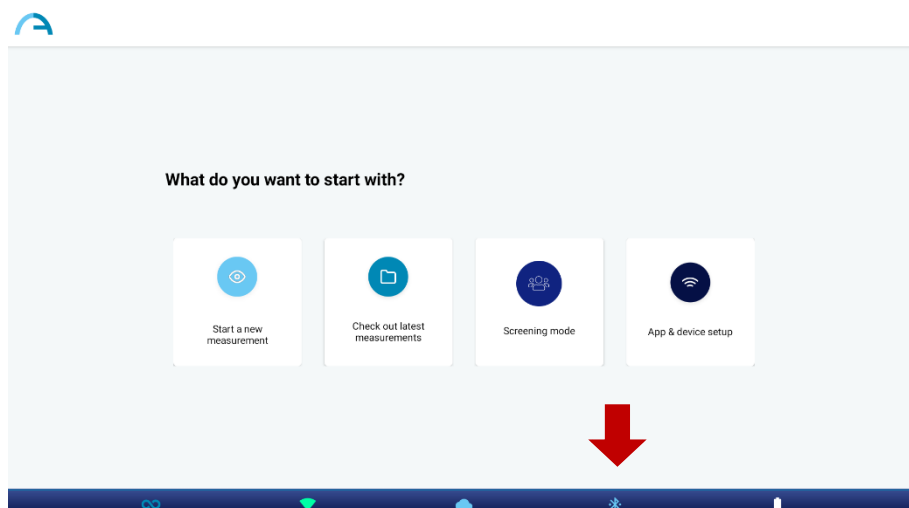 What do you want to start with?
Start a new
measurement
Check out latest
measurements
Screening mode
App & device setup